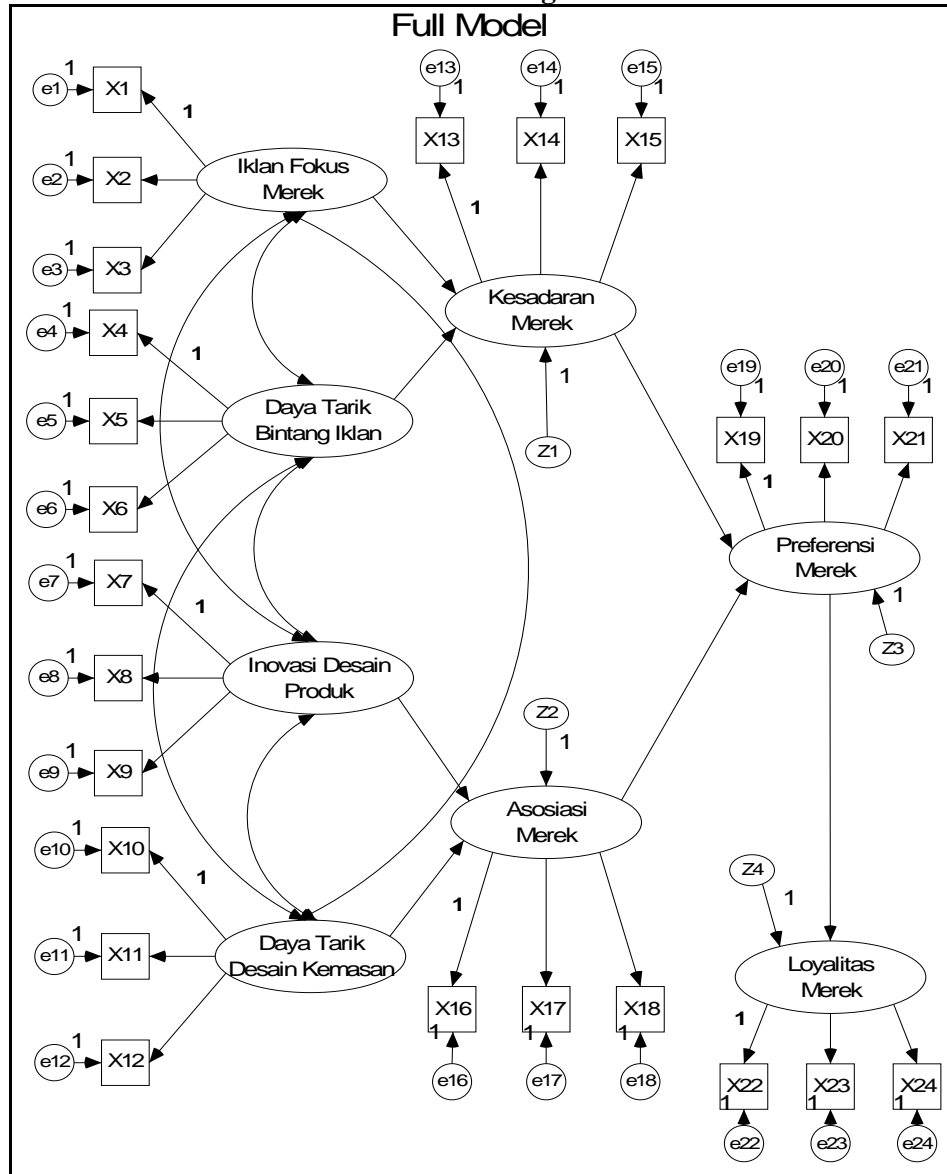 Full Model
e1 1 X1
1
e2 1 X2
e3 1 X3
Iklan Fokus
Merek
e4 1 X4
1
e5 1 X5
e6 1 X6
Daya Tarik
Bintang Iklan
e7 1 X7
1
e8 1 X8
e9 1 X9
Inovasi Desain
Produk
e10 1 X10
1
e11 1 X11
e12 1 X12
Daya Tarik
Desain Kemasan
e13 e14 e15
1 1 1
X13 X14 X15
1
Kesadaran
Merek
1
Z1
Z2
1
Asosiasi
Merek
1
X16 X17 X18
1 1 1
e16 e17 e18
e19 e20 e21
1 1 1
X19 X20 X21
1
Preferensi
Merek
1
Z3
Z4
1
Loyalitas
Merek
1
X22 X23 X24
1 1 1
e22 e23 e24